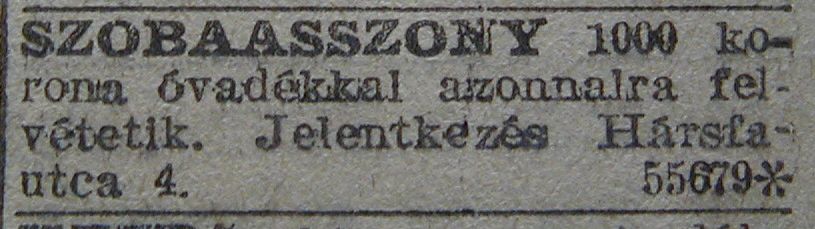 SZOBAASSZONY 1000 ko-
rona óvadékkal azonnalra fel-
vétetik. Jelentkezés Hársfa-
utca 4. 55679*